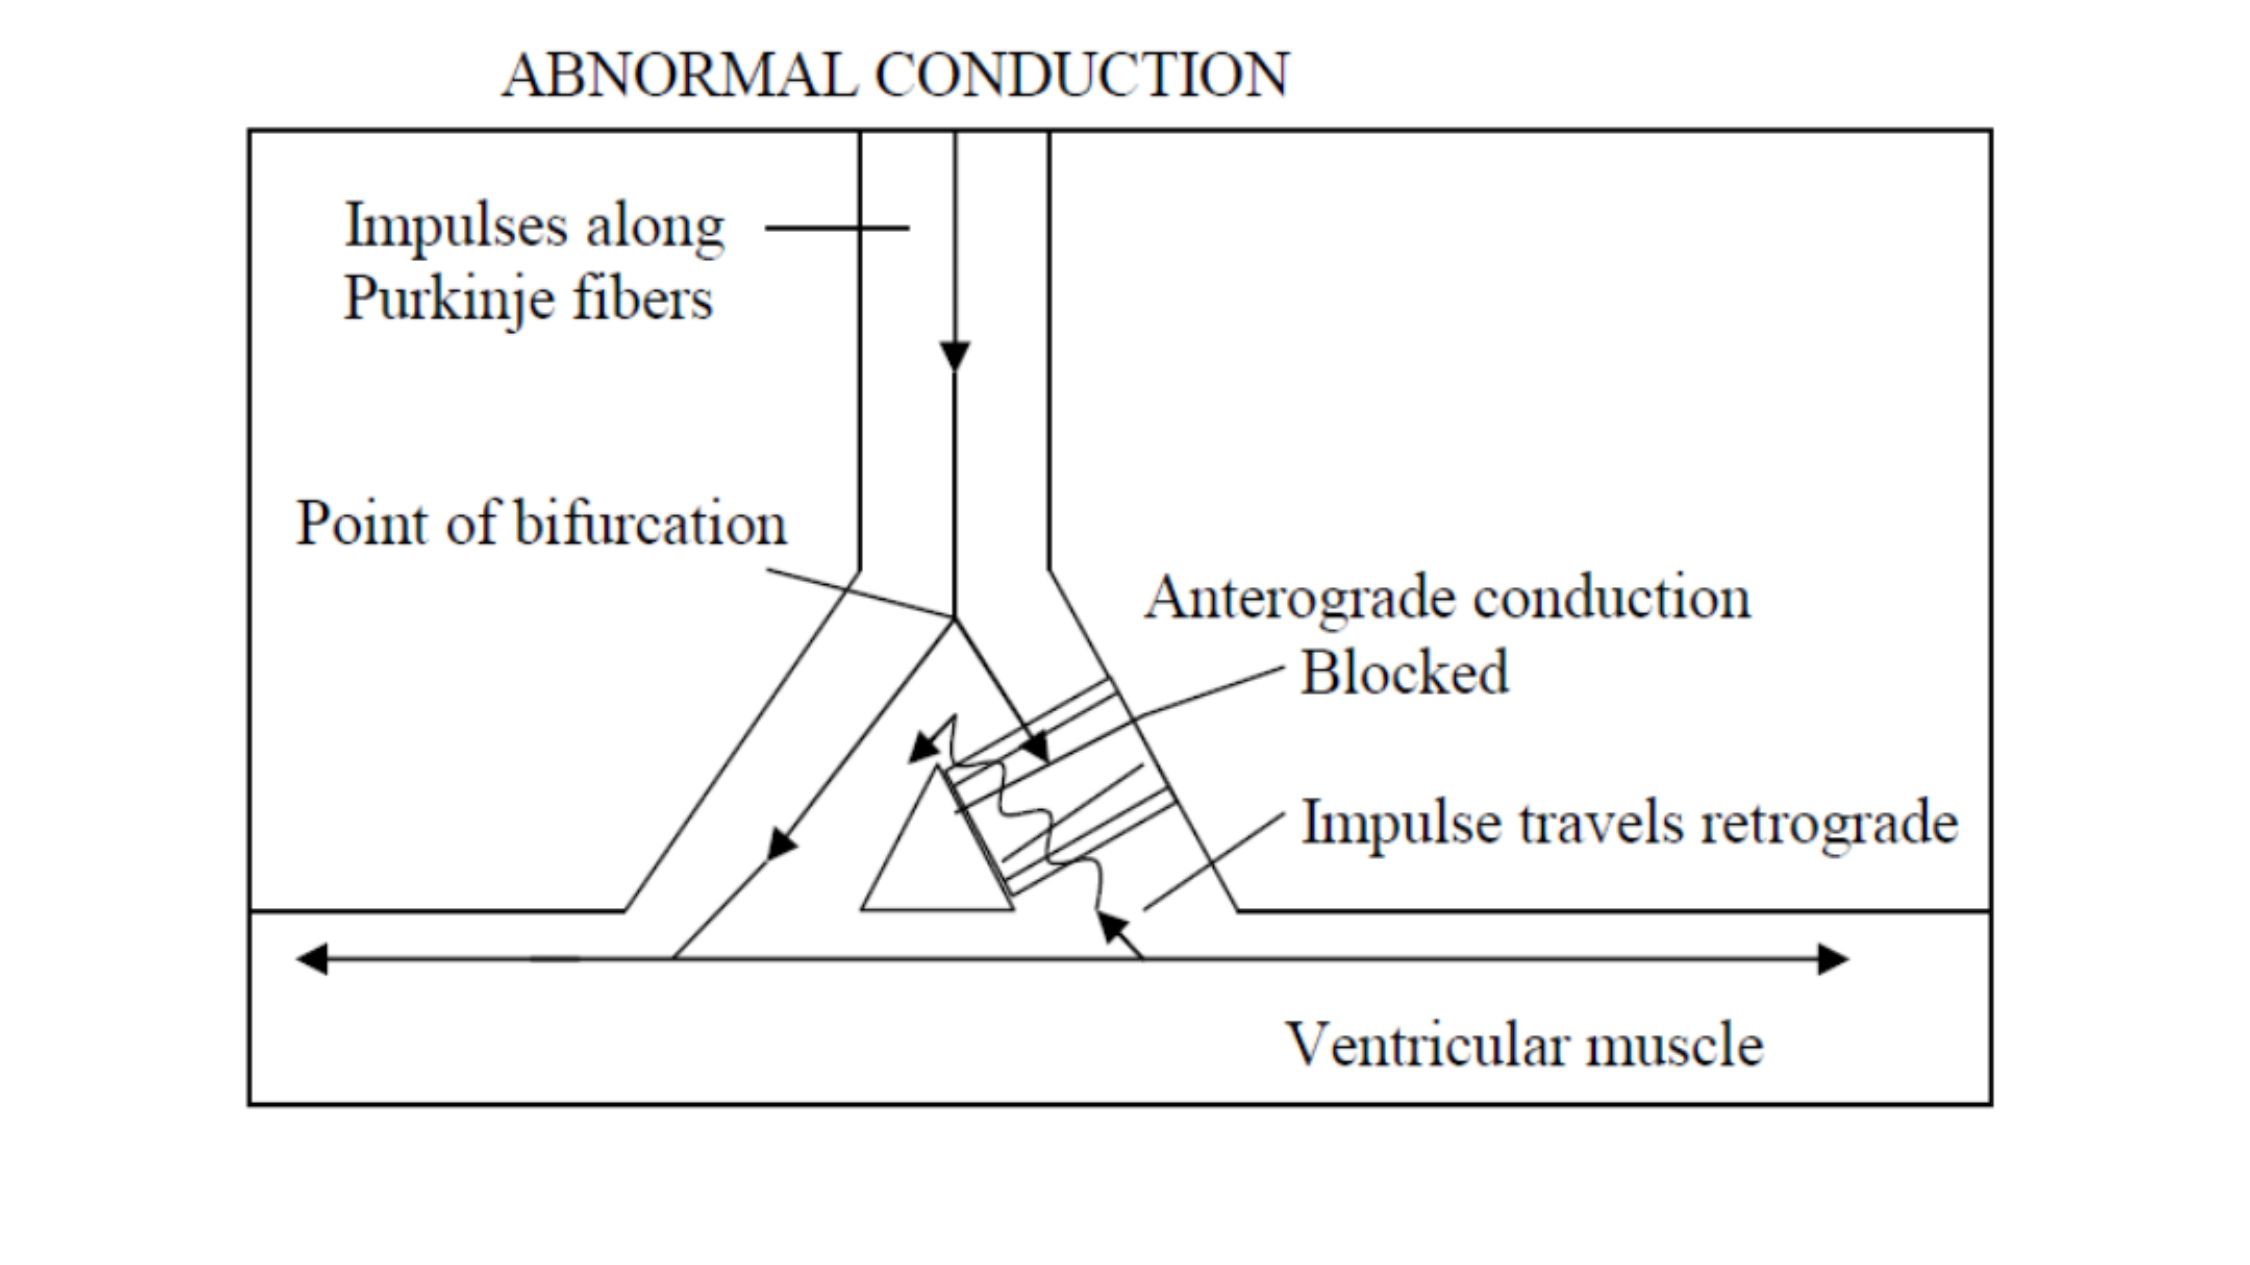 ABNORMAL CONDUCTION
Impulses along
Purkinje fibers
Point of bifurcation
Anterograde conduction
Blocked
Impulse travels retrograde
Ventricular muscle